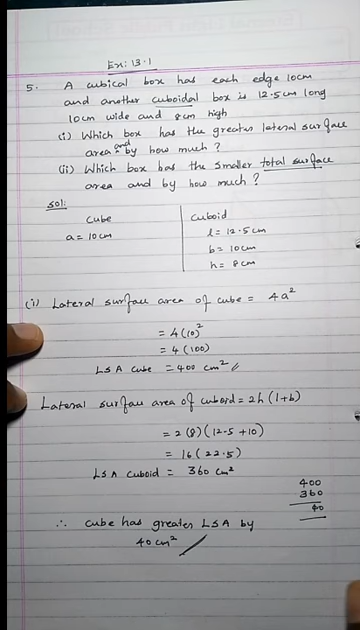 Ex: 13.1
5. A cubical box has each edge 10cm
and another cuboidal box is 12.5cm long
10cm wide and 8cm high
(i) Which box has the greater lateral surface
area and by how much?
(ii) Which box has the smaller total surface
area and by how much?
sol:
Cube
a = 10cm
Cuboid
l = 12.5cm
b = 10cm
h = 8cm
(i) Lateral surface area of cube = 4a²
= 4(10)²
= 4(100)
LSA cube = 400 cm²
Lateral surface area of cuboid = 2h(l+b)
= 2(8)(12.5+10)
= 16(22.5)
LSA cuboid = 360 cm²
400
360
40
∴ cube has greater LSA by
40cm²